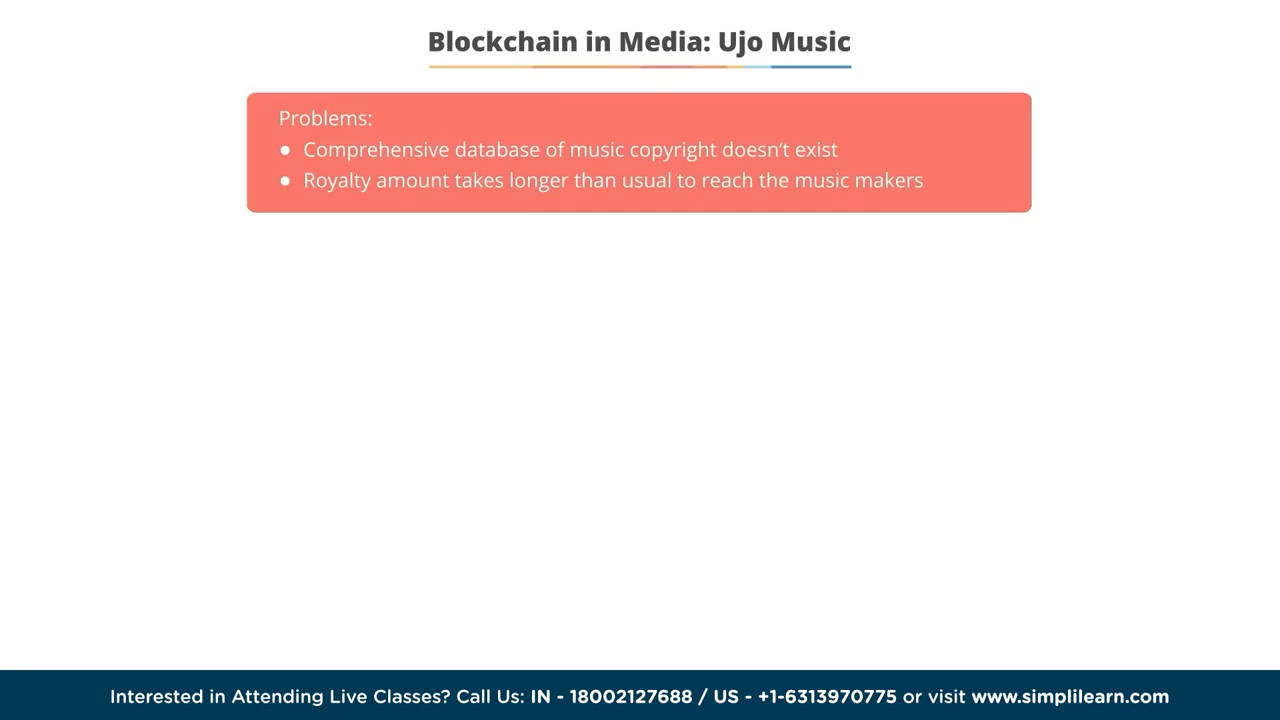 Blockchain in Media: Ujo Music
Problems:
● Comprehensive database of music copyright doesn't exist
● Royalty amount takes longer than usual to reach the music makers
Interested in Attending Live Classes? Call Us: IN - 18002127688 / US - +1-6313970775 or visit www.simplilearn.com